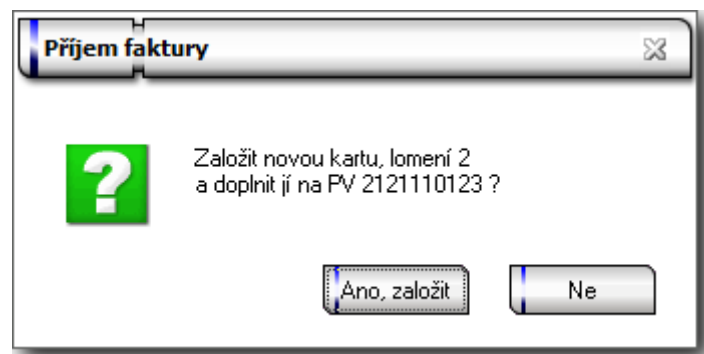 Příjem faktury
Založit novou kartu, lomení 2
a doplnit jí na PV 2121110123 ?
Ano, založit
Ne